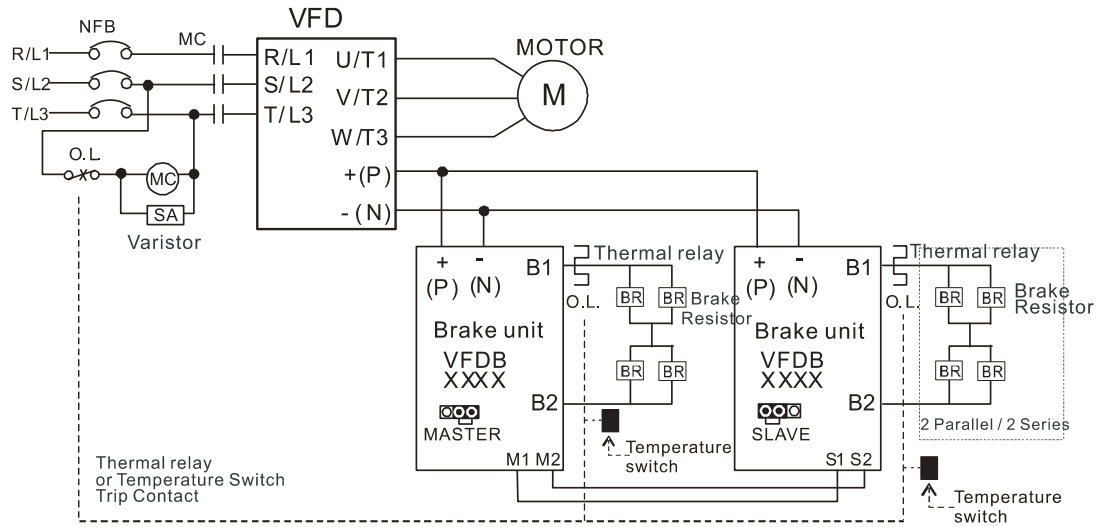 VFD
NFB
MC
R/L1
S/L2
T/L3
R/L1
S/L2
T/L3
U/T1
V/T2
W/T3
+(P)
-(N)
MOTOR
M
O.L.
MC
SA
Varistor
+
(P)
-
(N)
B1
Brake unit
VFDB
XXXX
B2
MASTER
M1 M2
Thermal relay
O.L.
BR
BR
Brake
Resistor
BR
BR
Temperature
switch
+
(P)
-
(N)
B1
Brake unit
VFDB
XXXX
B2
SLAVE
S1 S2
Thermal relay
O.L.
BR
BR
Brake
Resistor
BR
BR
2 Parallel / 2 Series
Temperature
switch
Thermal relay
or Temperature Switch
Trip Contact